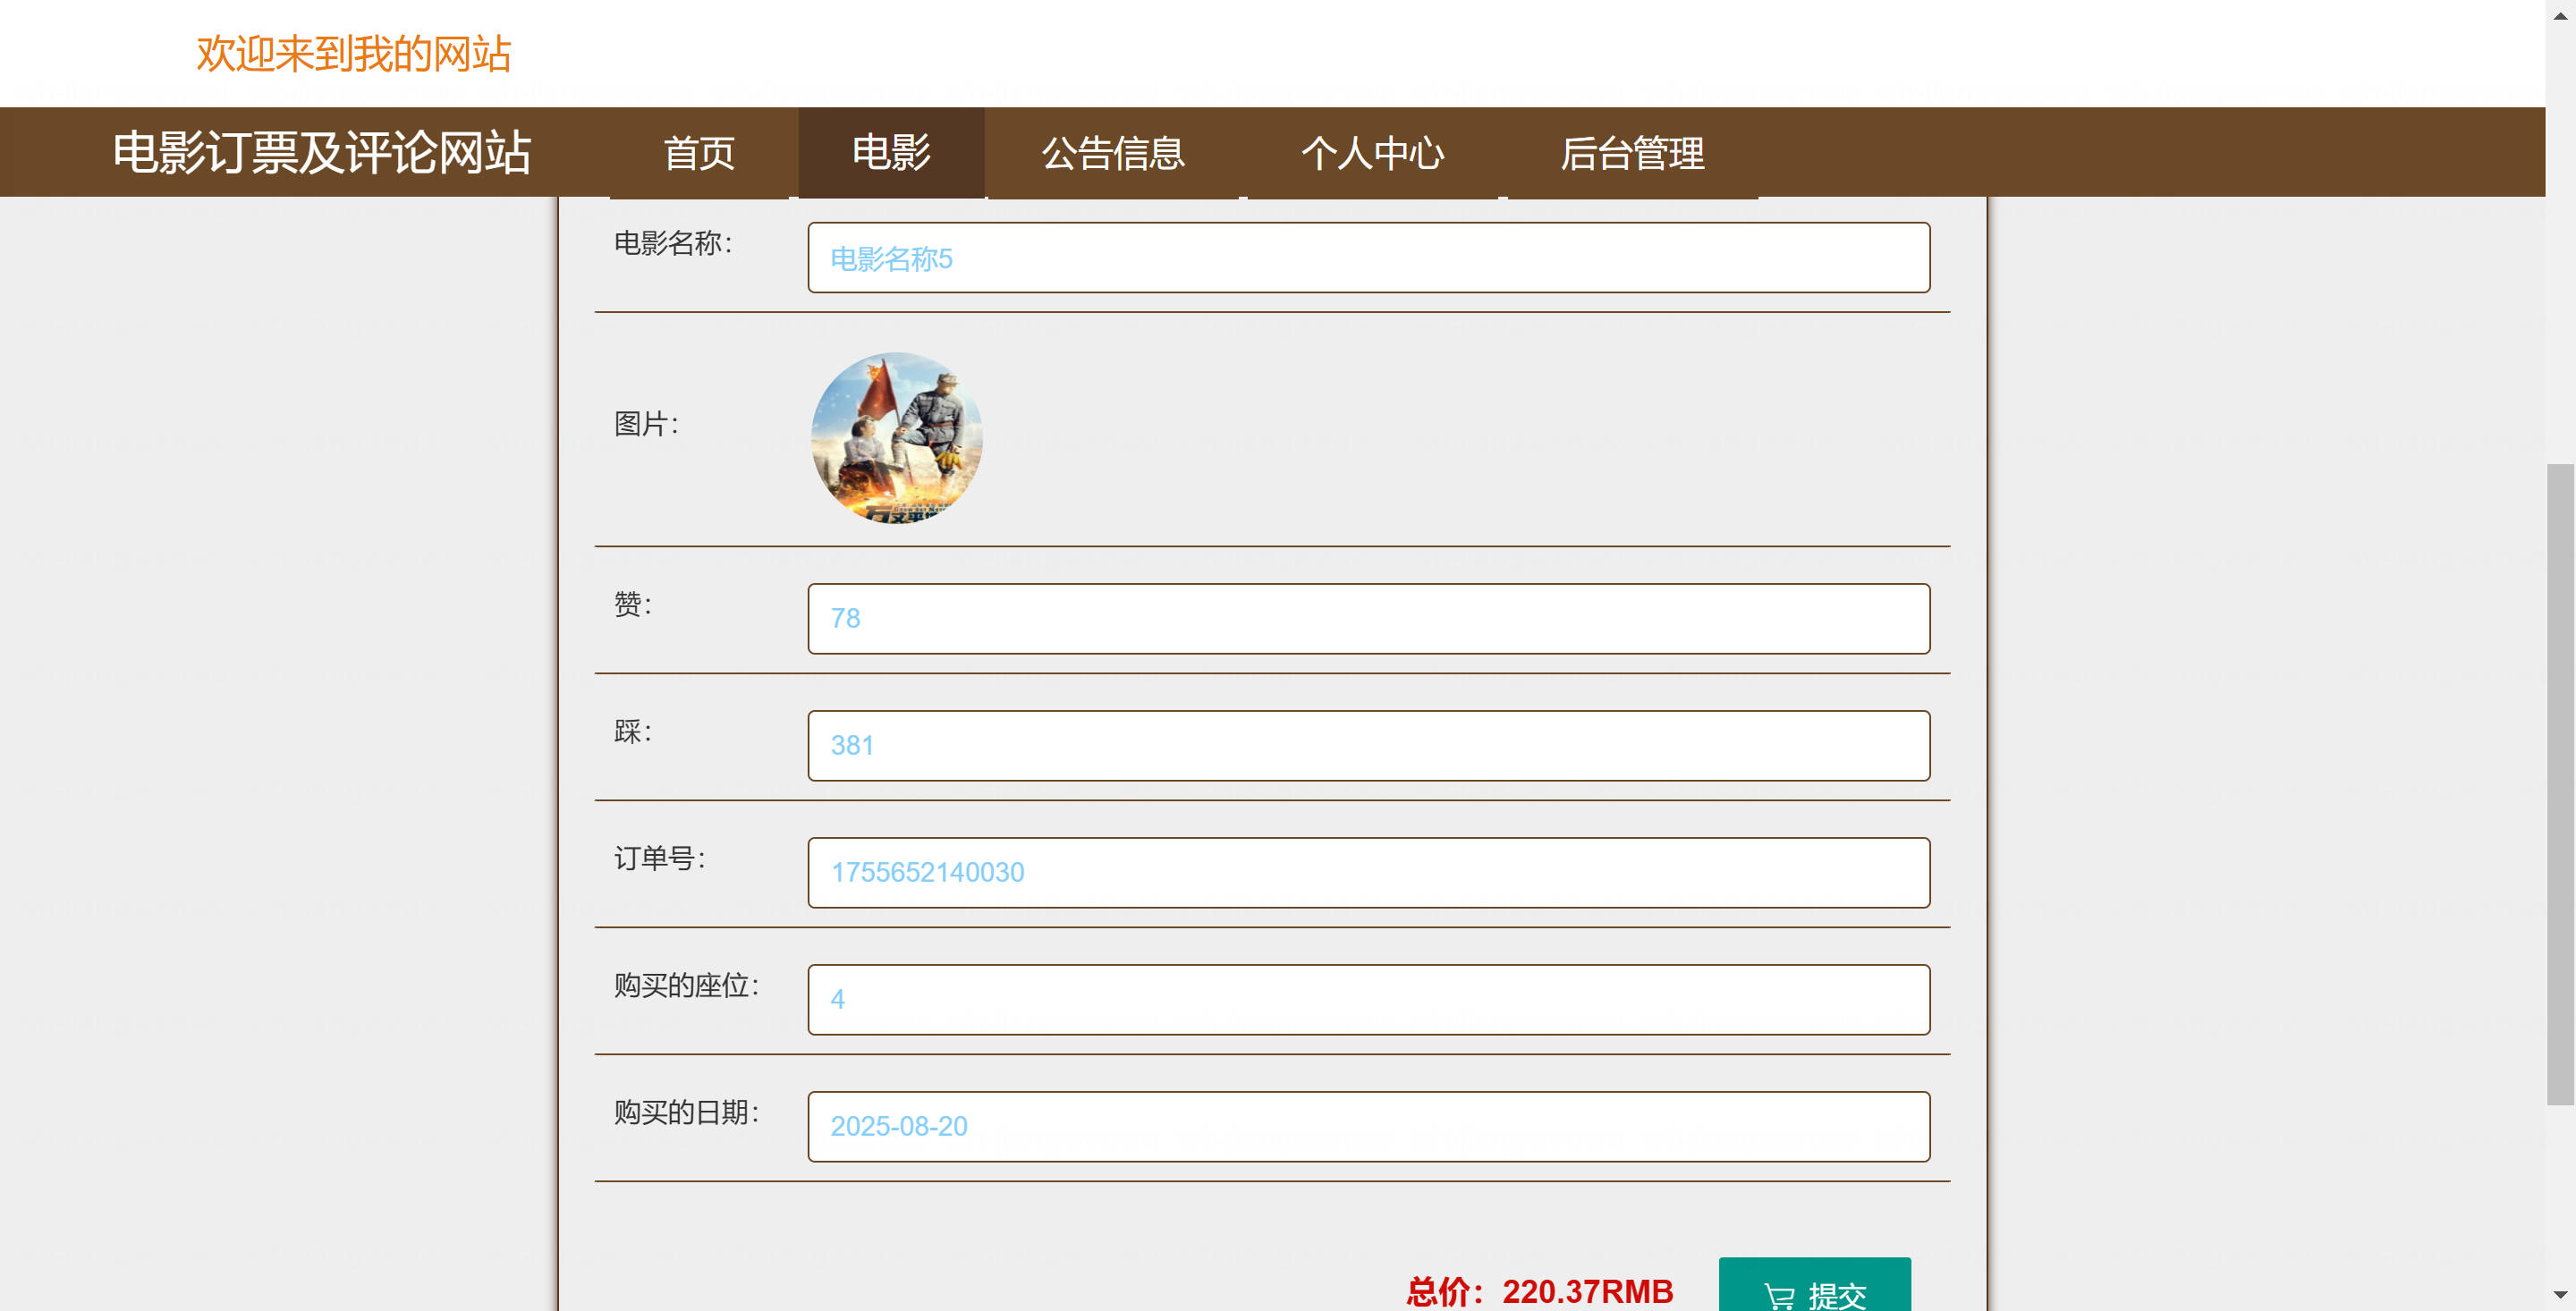 欢迎来到我的网站
电影订票及评论网站 首页 电影 公告信息 个人中心 后台管理
电影名称： 电影名称5
图片：
赞： 78
踩： 381
订单号： 1755652140030
购买的座位： 4
购买的日期： 2025-08-20
总价：220.37RMB 提交